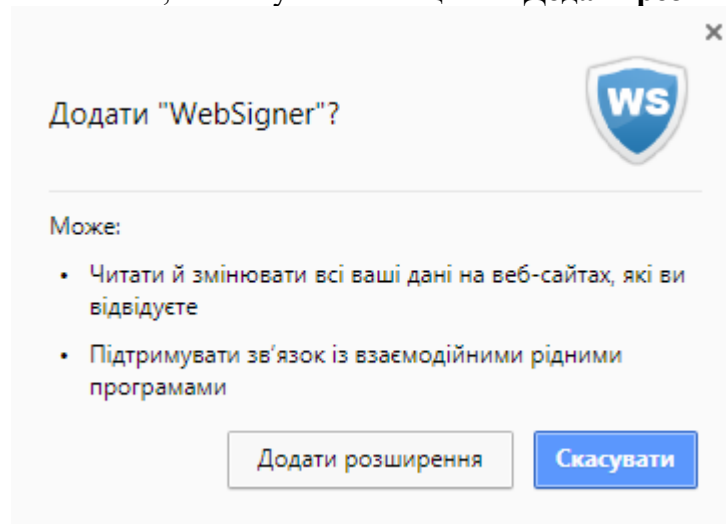 Додати "WebSigner"?
WS
Може:
• Читати й змінювати всі ваші дані на веб-сайтах, які ви
відвідуєте
• Підтримувати зв’язок із взаємодійними рідними
програмами
Додати розширення
Скасувати